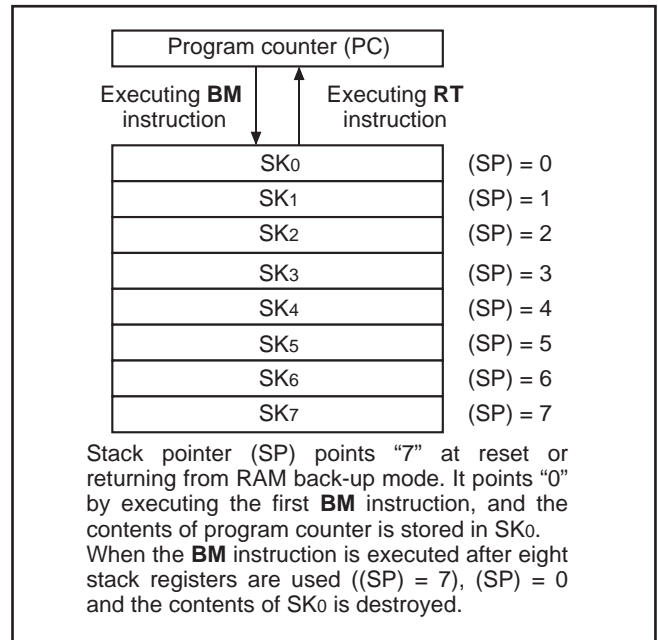 Program counter (PC)
Executing BM
instruction
Executing RT
instruction
SK0 (SP) = 0
SK1 (SP) = 1
SK2 (SP) = 2
SK3 (SP) = 3
SK4 (SP) = 4
SK5 (SP) = 5
SK6 (SP) = 6
SK7 (SP) = 7
Stack pointer (SP) points “7” at reset or
returning from RAM back-up mode. It points “0”
by executing the first BM instruction, and the
contents of program counter is stored in SK0.
When the BM instruction is executed after eight
stack registers are used ((SP) = 7), (SP) = 0
and the contents of SK0 is destroyed.